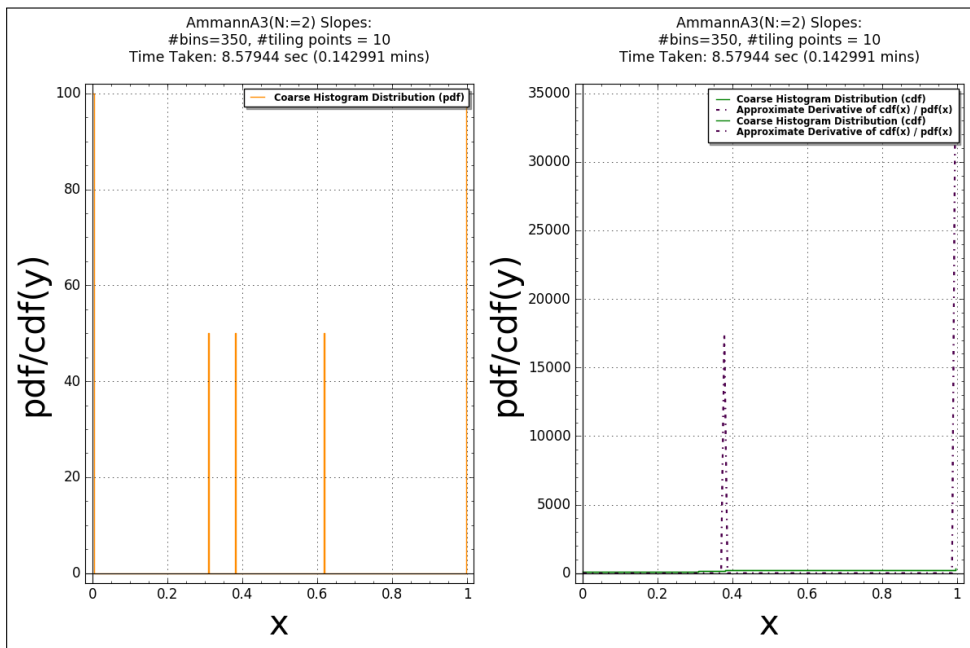 AmmannA3(N:=2) Slopes:
#bins=350, #tiling points = 10
Time Taken: 8.57944 sec (0.142991 mins)
Coarse Histogram Distribution (pdf)
pdf/cdf(y)
100
80
60
40
20
0
0 0.2 0.4 0.6 0.8 1
x
AmmannA3(N:=2) Slopes:
#bins=350, #tiling points = 10
Time Taken: 8.57944 sec (0.142991 mins)
Coarse Histogram Distribution (cdf)
Approximate Derivative of cdf(x) / pdf(x)
Coarse Histogram Distribution (cdf)
Approximate Derivative of cdf(x) / pdf(x)
pdf/cdf(y)
35000
30000
25000
20000
15000
10000
5000
0
0 0.2 0.4 0.6 0.8 1
x